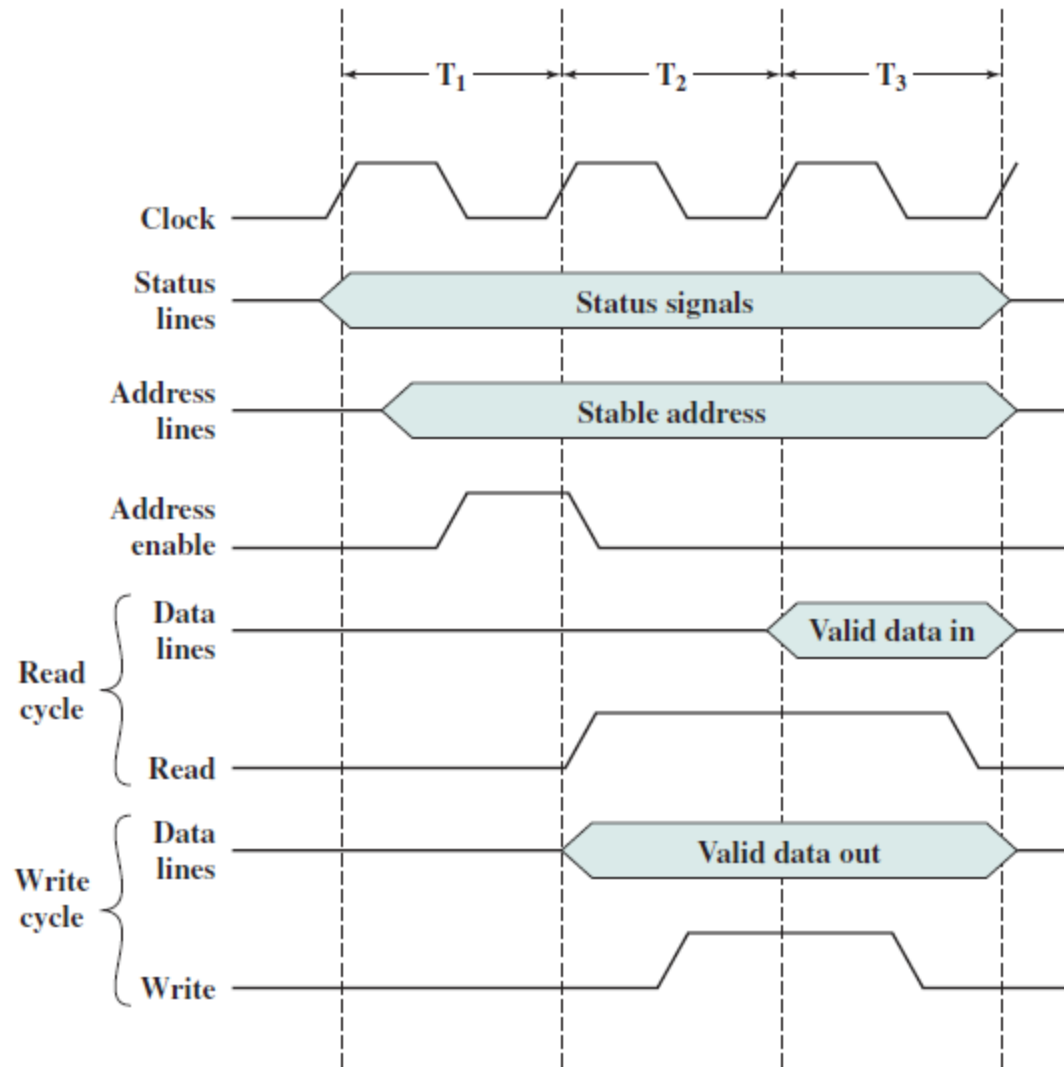 T₁ T₂ T₃
Clock
Status
lines
Status signals
Address
lines
Stable address
Address
enable
Read
cycle
Data
lines
Valid data in
Read
Write
cycle
Data
lines
Valid data out
Write